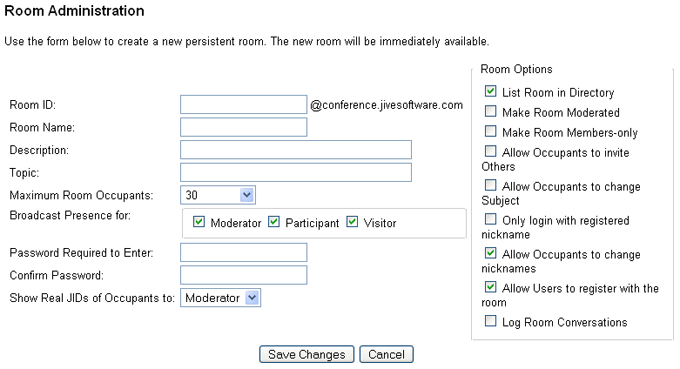 Room Administration
Use the form below to create a new persistent room. The new room will be immediately available.
Room ID: @conference.jivesoftware.com
Room Name:
Description:
Topic:
Maximum Room Occupants: 30
Broadcast Presence for: Moderator Participant Visitor
Password Required to Enter:
Confirm Password:
Show Real JIDs of Occupants to: Moderator
Room Options
List Room in Directory
Make Room Moderated
Make Room Members-only
Allow Occupants to invite
Others
Allow Occupants to change
Subject
Only login with registered
nickname
Allow Occupants to change
nicknames
Allow Users to register with the
room
Log Room Conversations
Save Changes Cancel